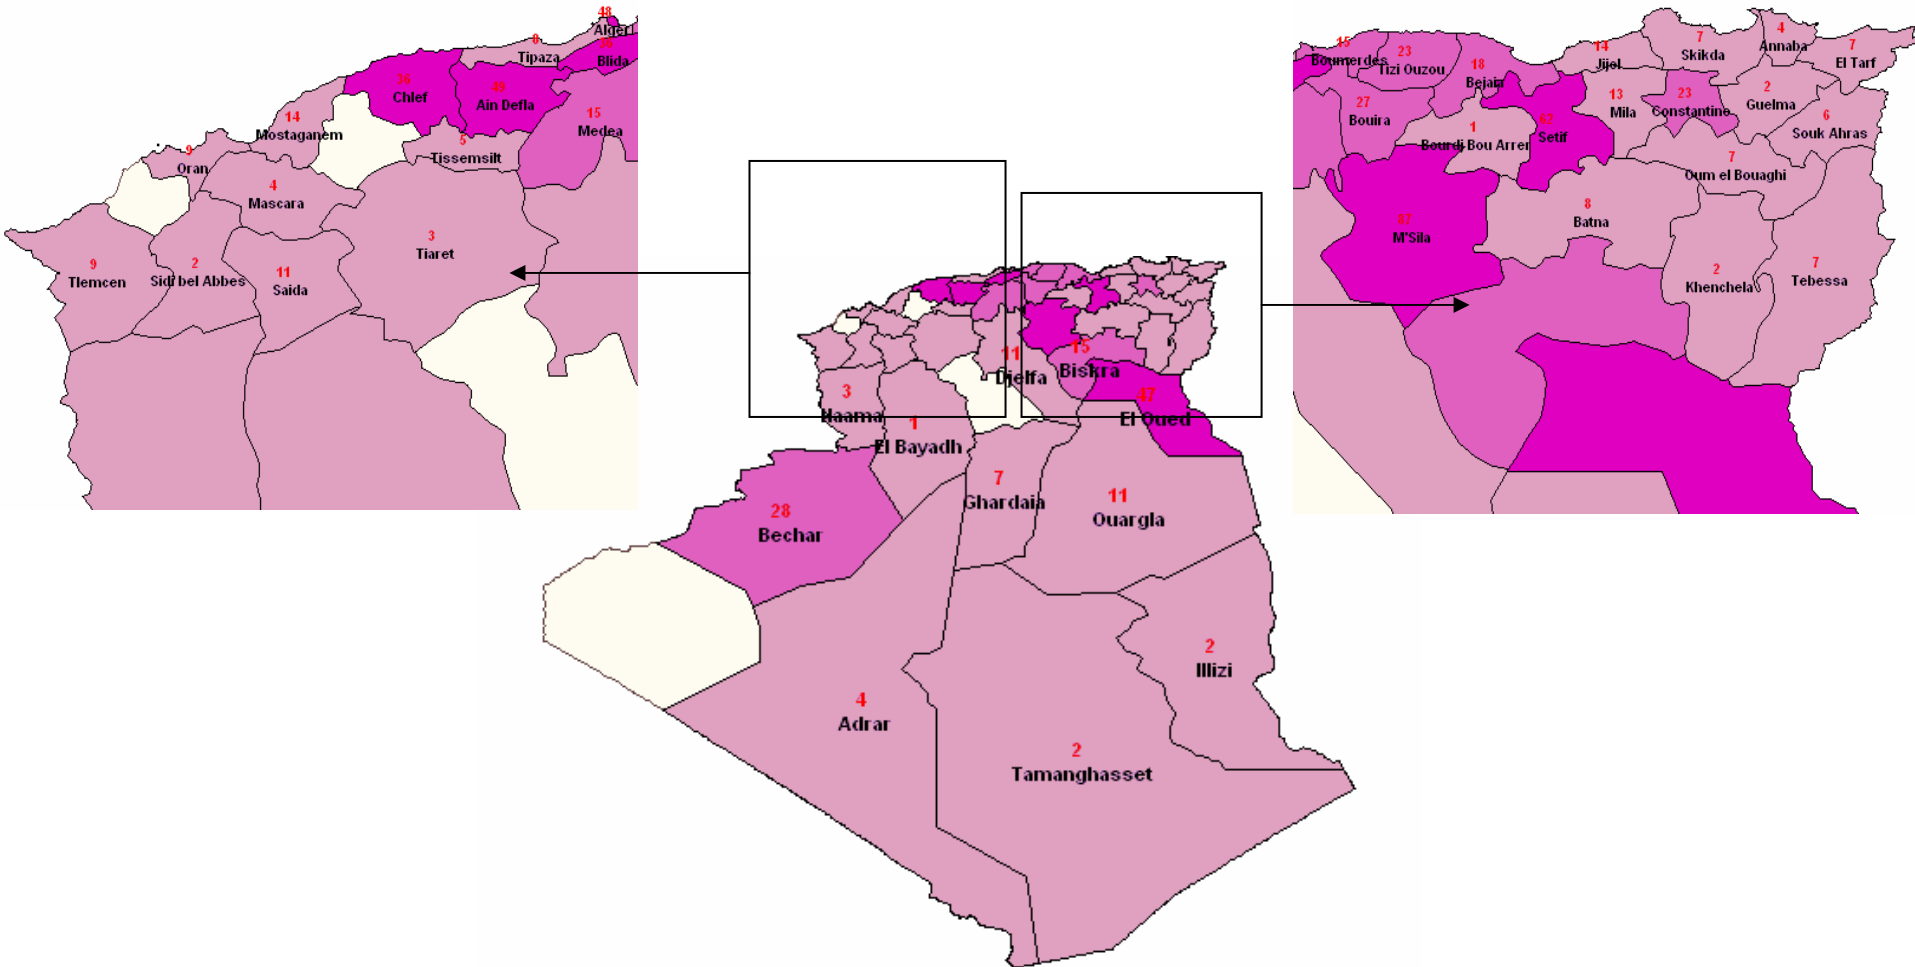 48
Alger
8
Tipaza
36
Blida
36
Chlef
49
Ain Defla
15
Medea
14
Mostaganem
5
Tissemsilt
9
Oran
4
Mascara
3
Tiaret
9
Tlemcen
2
Sidi bel Abbes
11
Saida
15
Boumerdes
23
Tizi Ouzou
18
Bejaia
14
Jijel
7
Skikda
4
Annaba
7
El Tarf
27
Bouira
1
Bourdj Bou Arrer
62
Setif
13
Mila
23
Constantine
2
Guelma
6
Souk Ahras
7
Oum el Bouaghi
87
M'Sila
8
Batna
2
Khenchela
7
Tebessa
11
Djelfa
15
Biskra
3
Naama
47
El Oued
1
El Bayadh
7
Ghardaia
11
Ouargla
28
Bechar
2
Illizi
4
Adrar
2
Tamanghasset